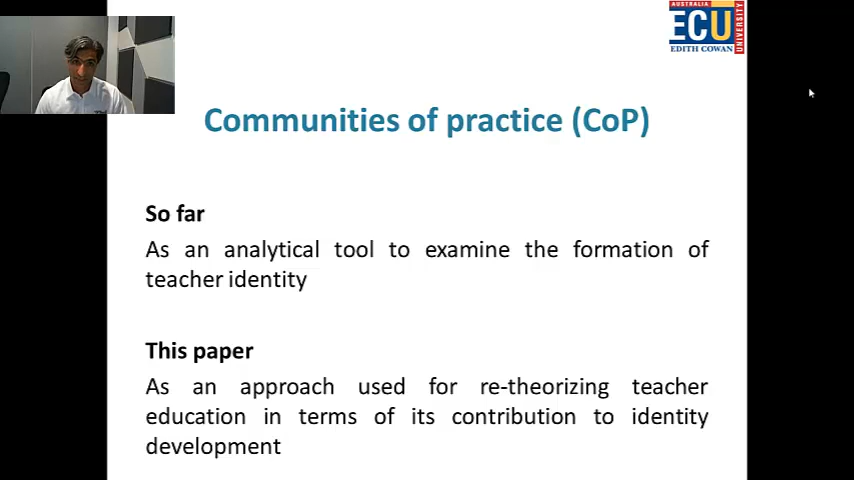 AUSTRALIA
ECU
EDITH COWAN
UNIVERSITY
Communities of practice (CoP)
So far
As an analytical tool to examine the formation of
teacher identity
This paper
As an approach used for re-theorizing teacher
education in terms of its contribution to identity
development